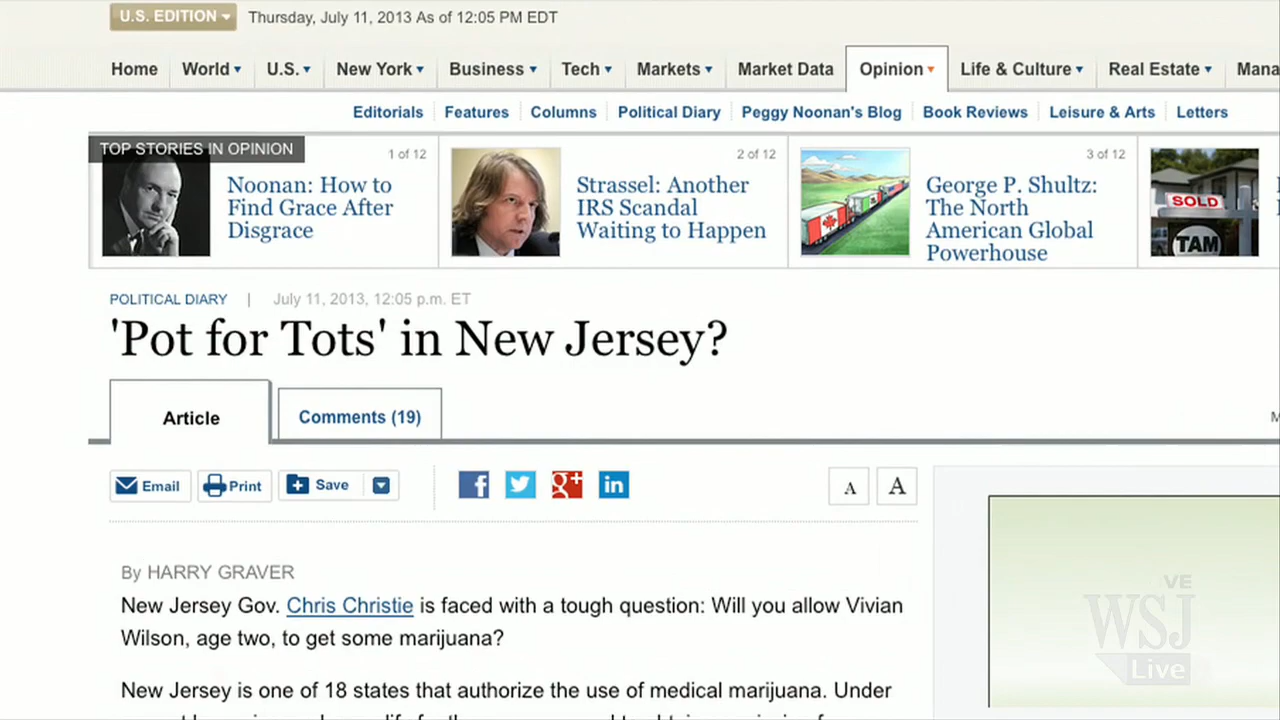 U.S. EDITION Thursday, July 11, 2013 As of 12:05 PM EDT
Home World U.S. New York Business Tech Markets Market Data Opinion Life & Culture Real Estate Mana
Editorials Features Columns Political Diary Peggy Noonan's Blog Book Reviews Leisure & Arts Letters
TOP STORIES IN OPINION
1 of 12
Noonan: How to
Find Grace After
Disgrace
2 of 12
Strassel: Another
IRS Scandal
Waiting to Happen
3 of 12
George P. Shultz:
The North
American Global
Powerhouse
SOLD
TAM
POLITICAL DIARY | July 11, 2013, 12:05 p.m. ET
'Pot for Tots' in New Jersey?
Article Comments (19)
Email Print Save A A
By HARRY GRAVER
New Jersey Gov. Chris Christie is faced with a tough question: Will you allow Vivian
Wilson, age two, to get some marijuana?
New Jersey is one of 18 states that authorize the use of medical marijuana. Under
VE
WSJ
Live